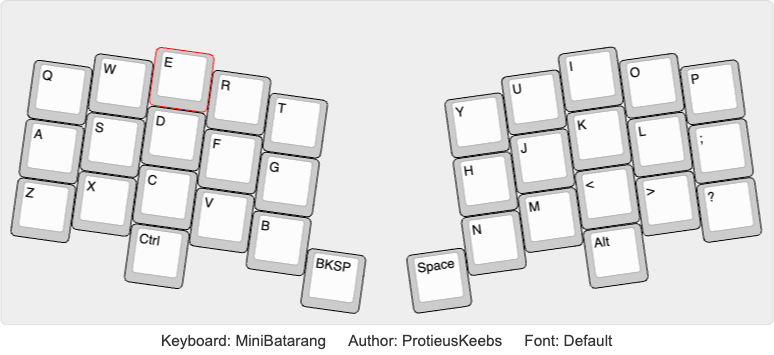 Q W E R T Y U I O P
A S D F G H J K L ;
Z X C V B N M < > ?
Ctrl BKSP Space Alt
Keyboard: MiniBatarang Author: ProtieusKeebs Font: Default